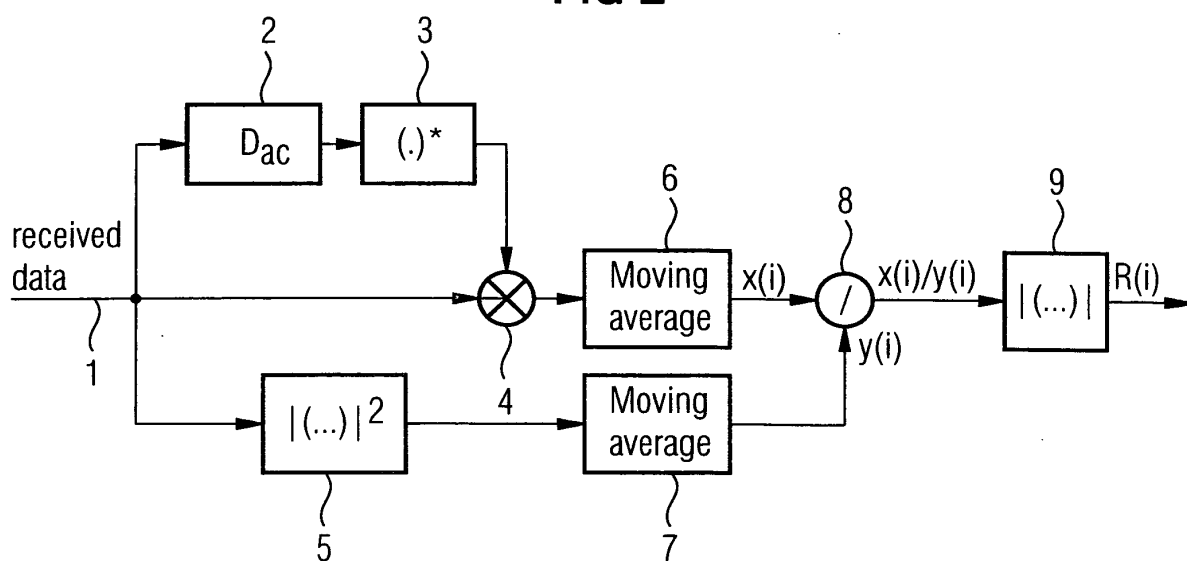 FIG 2
2
3
D_ac
(.)*
received
data
1
4
6
Moving
average
x(i)
8
/
x(i)/y(i)
9
|(...)|
R(i)
y(i)
|(...)|²
5
Moving
average
7